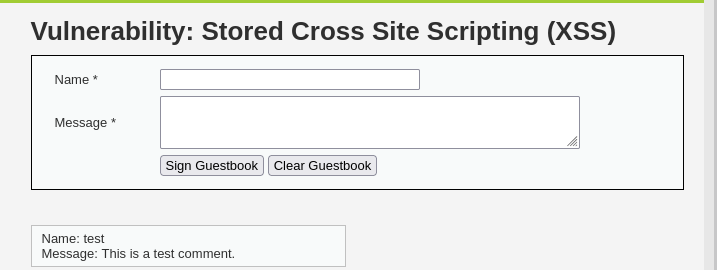 Vulnerability: Stored Cross Site Scripting (XSS)
Name *
Message *
Sign Guestbook Clear Guestbook
Name: test
Message: This is a test comment.